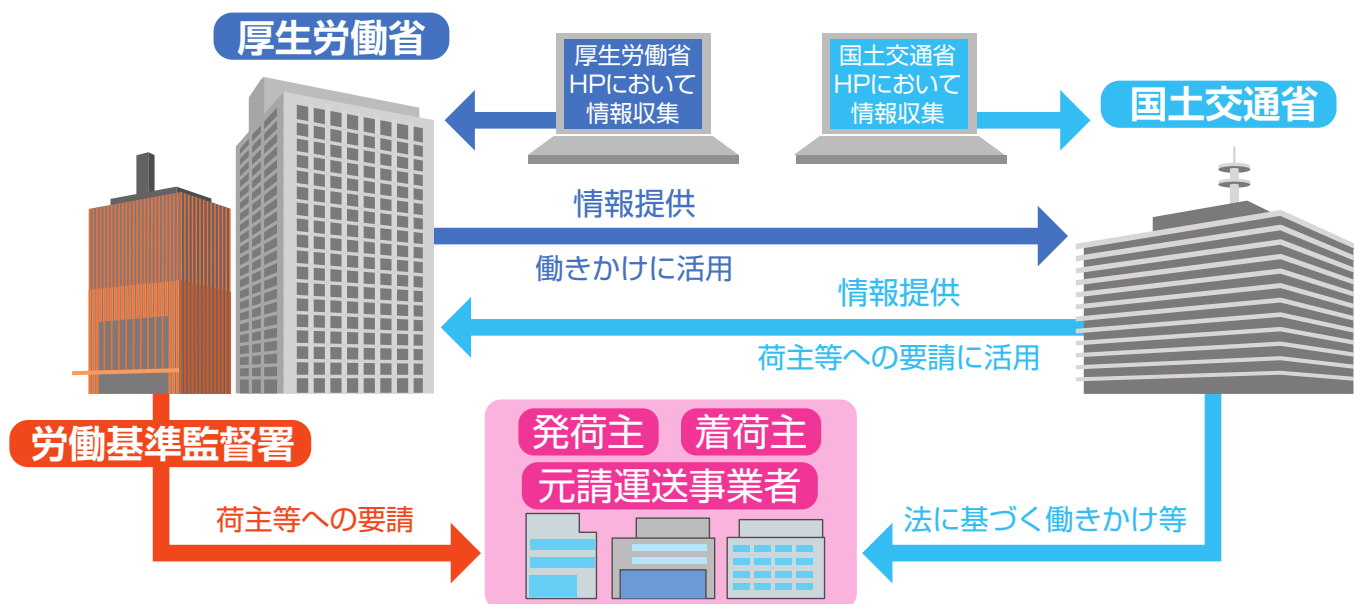 厚生労働省
厚生労働省
HPにおいて
情報収集
国土交通省
HPにおいて
情報収集
国土交通省
情報提供
働きかけに活用
情報提供
荷主等への要請に活用
労働基準監督署
発荷主
着荷主
元請運送事業者
荷主等への要請
法に基づく働きかけ等